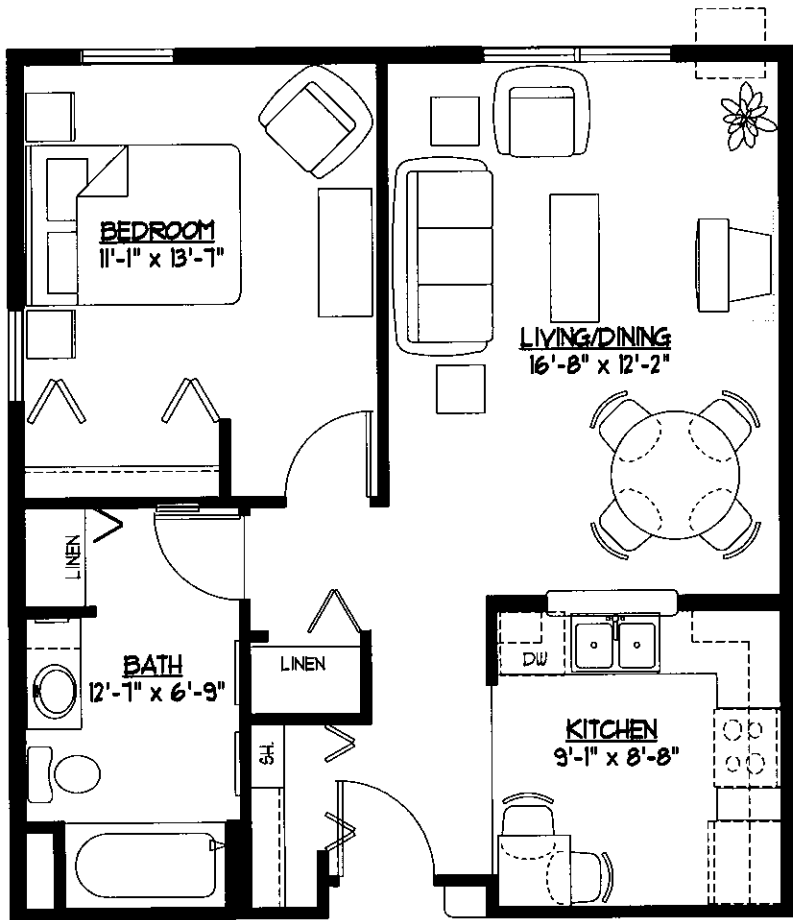 BEDROOM
11'-1" x 13'-7"
LIVING/DINING
16'-8" x 12'-2"
LINEN
BATH
12'-7" x 6'-9"
LINEN
DW
KITCHEN
9'-1" x 8'-8"
SH.